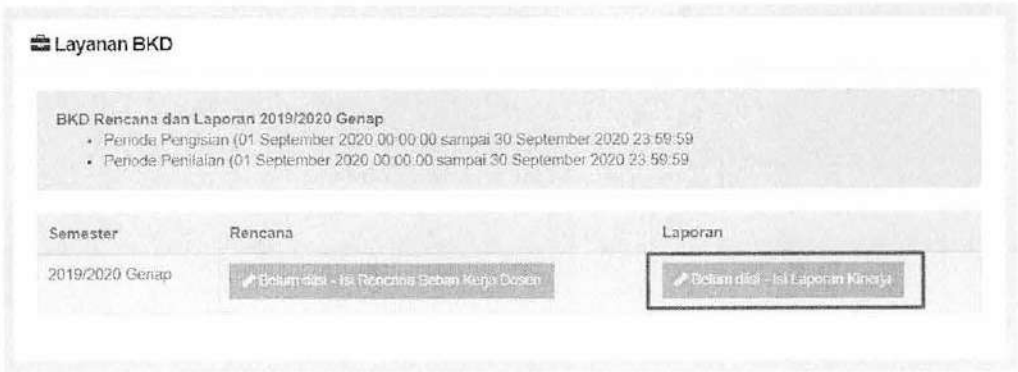 Layanan BKD
BKD Rencana dan Laporan 2019/2020 Genap
• Periode Pengisian (01 September 2020 00:00:00 sampai 30 September 2020 23:59:59
• Periode Penilaian (01 September 2020 00:00:00 sampai 30 September 2020 23:59:59
Semester Rencana Laporan
2019/2020 Genap Belum diisi - Isi Rencana Beban Kerja Dosen Belum diisi - Isi Laporan Kinerja